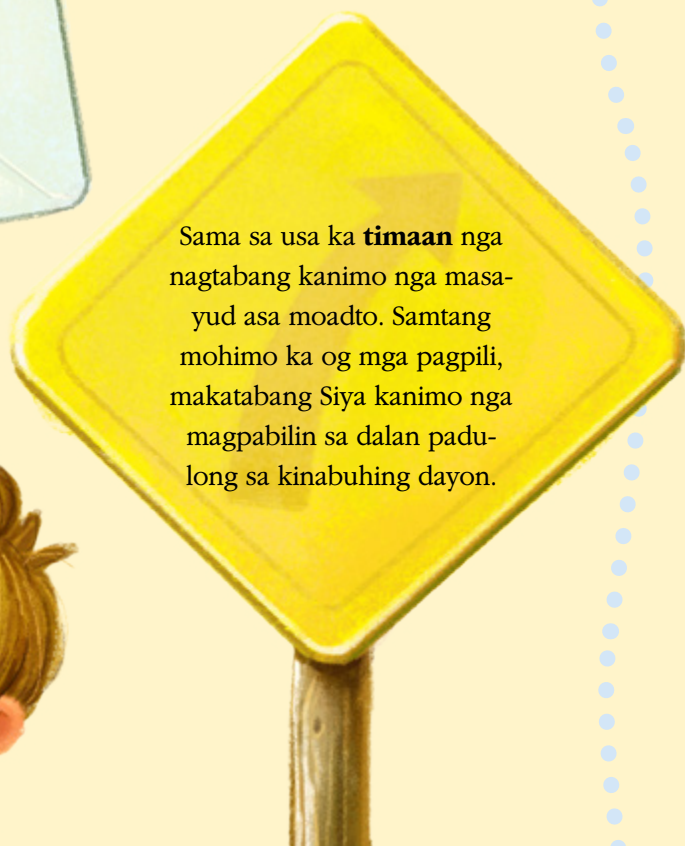 Sama sa usa ka timaan nga
nagtabang kanimo nga masa-
yud asa moadto. Samtang
mohimo ka og mga pagpili,
makatabang Siya kanimo nga
magpabilin sa dalan padu-
long sa kinabuhing dayon.